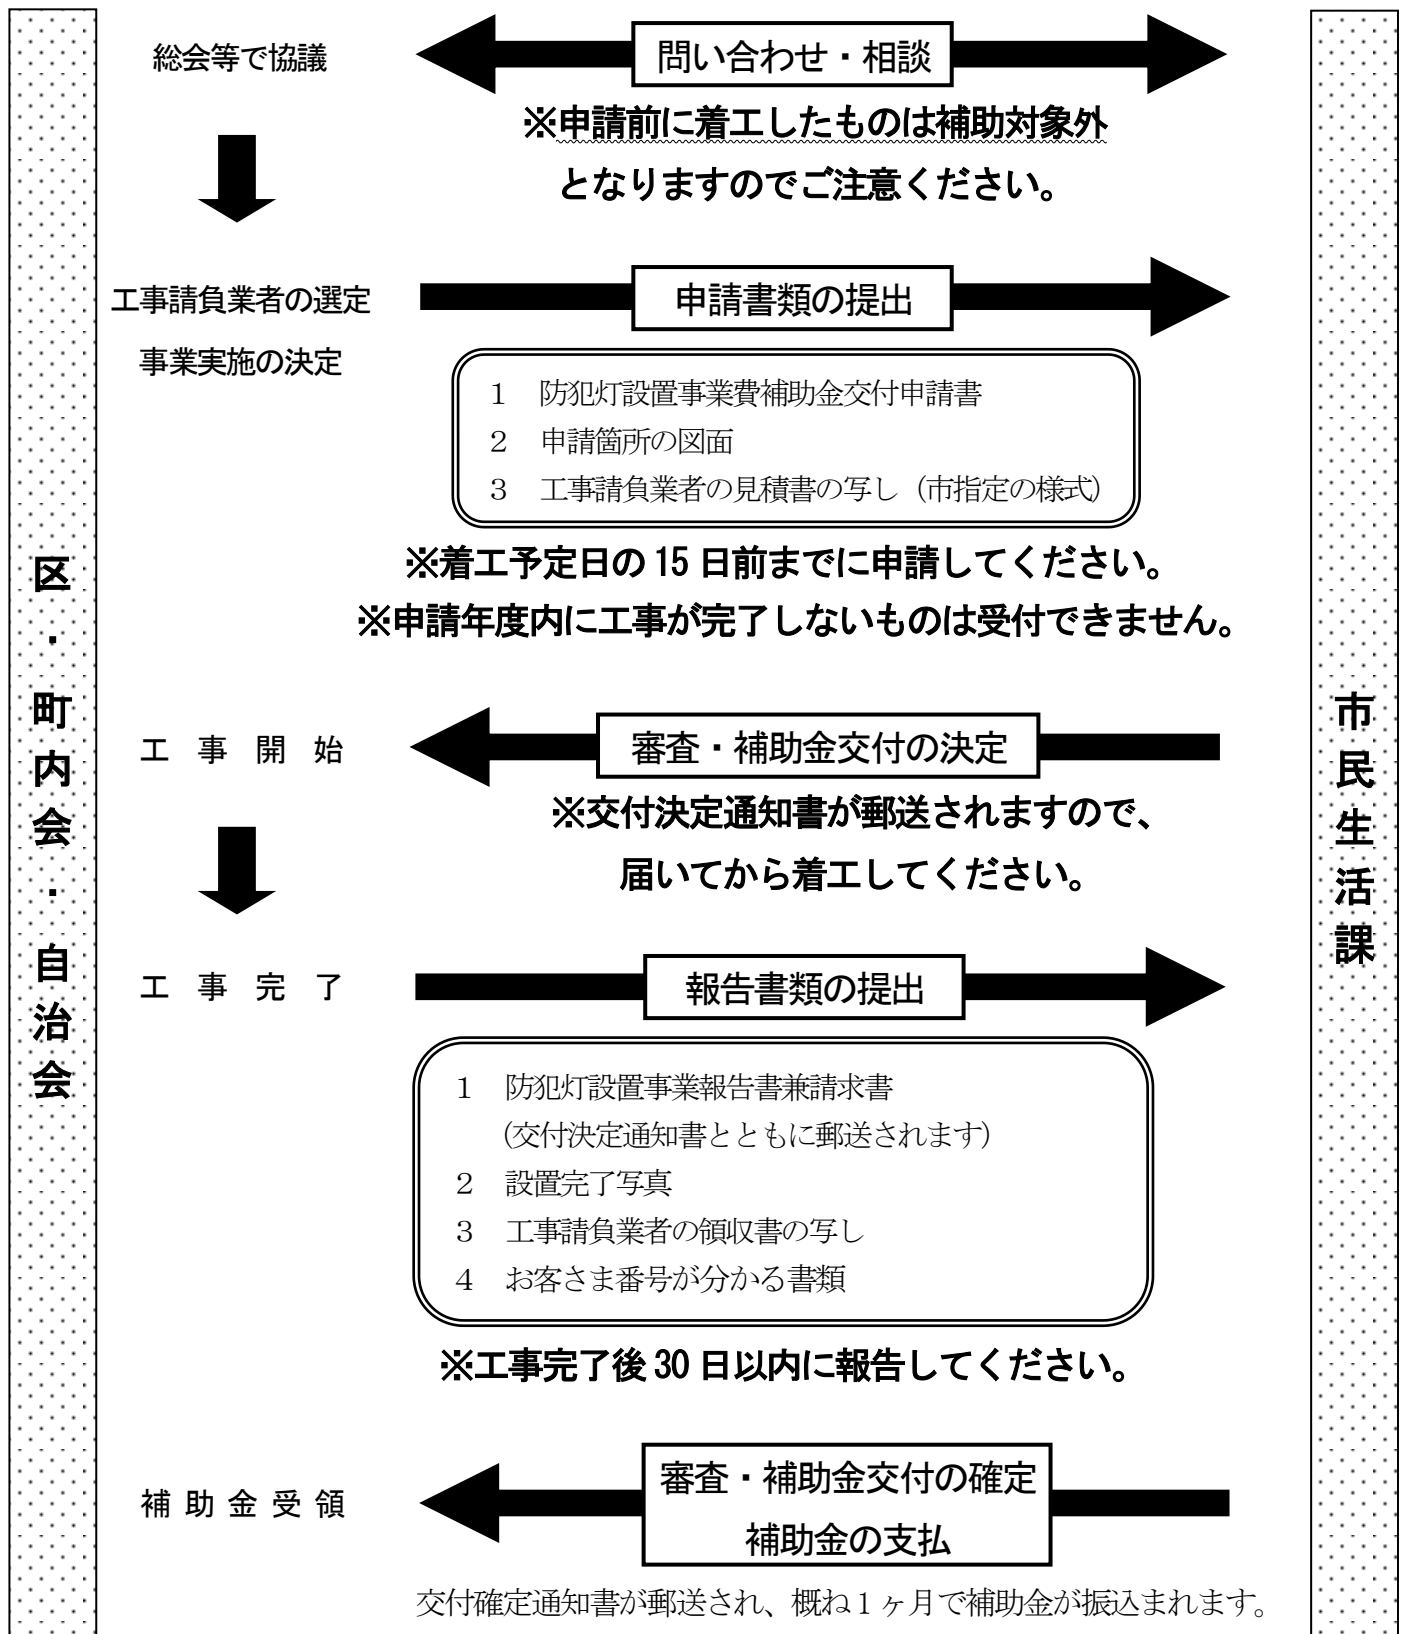 総会等で協議
問い合わせ・相談
※申請前に着工したものは補助対象外
となりますのでご注意ください。
工事請負業者の選定
事業実施の決定
申請書類の提出
１　防犯灯設置事業費補助金交付申請書
２　申請箇所の図面
３　工事請負業者の見積書の写し（市指定の様式）
※着工予定日の15日前までに申請してください。
※申請年度内に工事が完了しないものは受付できません。
区・町内会・自治会
市民生活課
工事開始
審査・補助金交付の決定
※交付決定通知書が郵送されますので、
届いてから着工してください。
工事完了
報告書類の提出
１　防犯灯設置事業報告書兼請求書
（交付決定通知書とともに郵送されます）
２　設置完了写真
３　工事請負業者の領収書の写し
４　お客さま番号が分かる書類
※工事完了後30日以内に報告してください。
補助金受領
審査・補助金交付の確定
補助金の支払
交付確定通知書が郵送され、概ね１ヶ月で補助金が振込まれます。